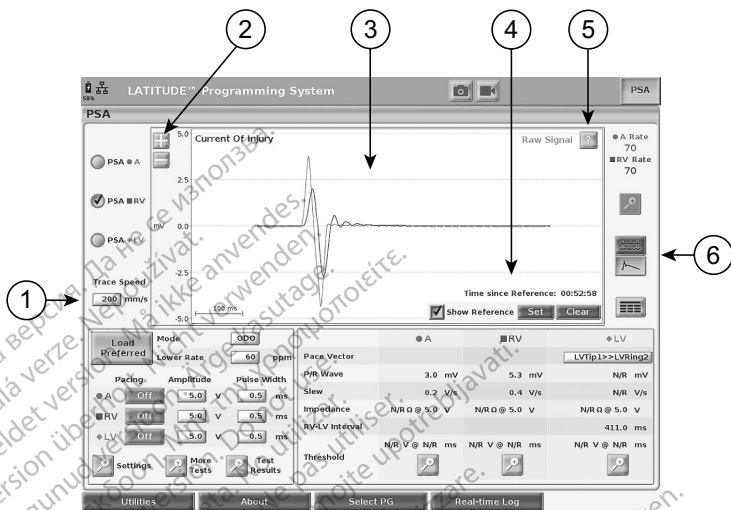 2 3 4 5
58%
LATITUDE™ Programming System
PSA
PSA
5.0
Current Of Injury
Raw Signal
?
A Rate
70
RV Rate
70
PSA A
2.5
PSA RV
mV
PSA LV
6
-2.5
Trace Speed
1
200 mm/s
Time since Reference: 00:52:58
100 ms
Show Reference Set Clear
-5.0
Load Preferred
Mode ODO
Lower Rate 60 ppm
Pacing Amplitude Pulse Width
A Off 5.0 V 0.5 ms
RV Off 5.0 V 0.5 ms
LV Off 5.0 V 0.5 ms
Settings
More Tests
Test Results
A RV LV
Pace Vector LVTip1>>LVRing2
P/R Wave 3.0 mV 5.3 mV N/R mV
Slew 0.2 V/s 0.4 V/s N/R V/s
Impedance N/R Ω @ 5.0 V N/R Ω @ 5.0 V N/R Ω @ 5.0 V
RV-LV Interval 411.0 ms
N/R V @ N/R ms N/R V @ N/R ms N/R V @ N/R ms
Threshold
Utilities About Select PG Real-time Log